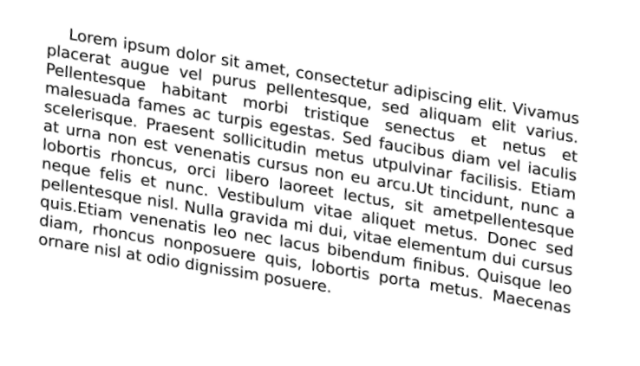 Lorem ipsum dolor sit amet, consectetur adipiscing elit. Vivamus
placerat augue vel purus pellentesque, sed aliquam elit varius.
Pellentesque habitant morbi tristique senectus et netus et
malesuada fames ac turpis egestas. Sed faucibus diam vel iaculis
scelerisque. Praesent sollicitudin metus utpulvinar facilisis. Etiam
at urna non est venenatis cursus non eu arcu.Ut tincidunt, nunc a
lobortis rhoncus, orci libero laoreet lectus, sit ametpellentesque
neque felis et nunc. Vestibulum vitae aliquet metus. Donec sed
pellentesque nisl. Nulla gravida mi dui, vitae elementum dui cursus
quis.Etiam venenatis leo nec lacus bibendum finibus. Quisque leo
diam, rhoncus nonposuere quis, lobortis porta metus. Maecenas
ornare nisl at odio dignissim posuere.